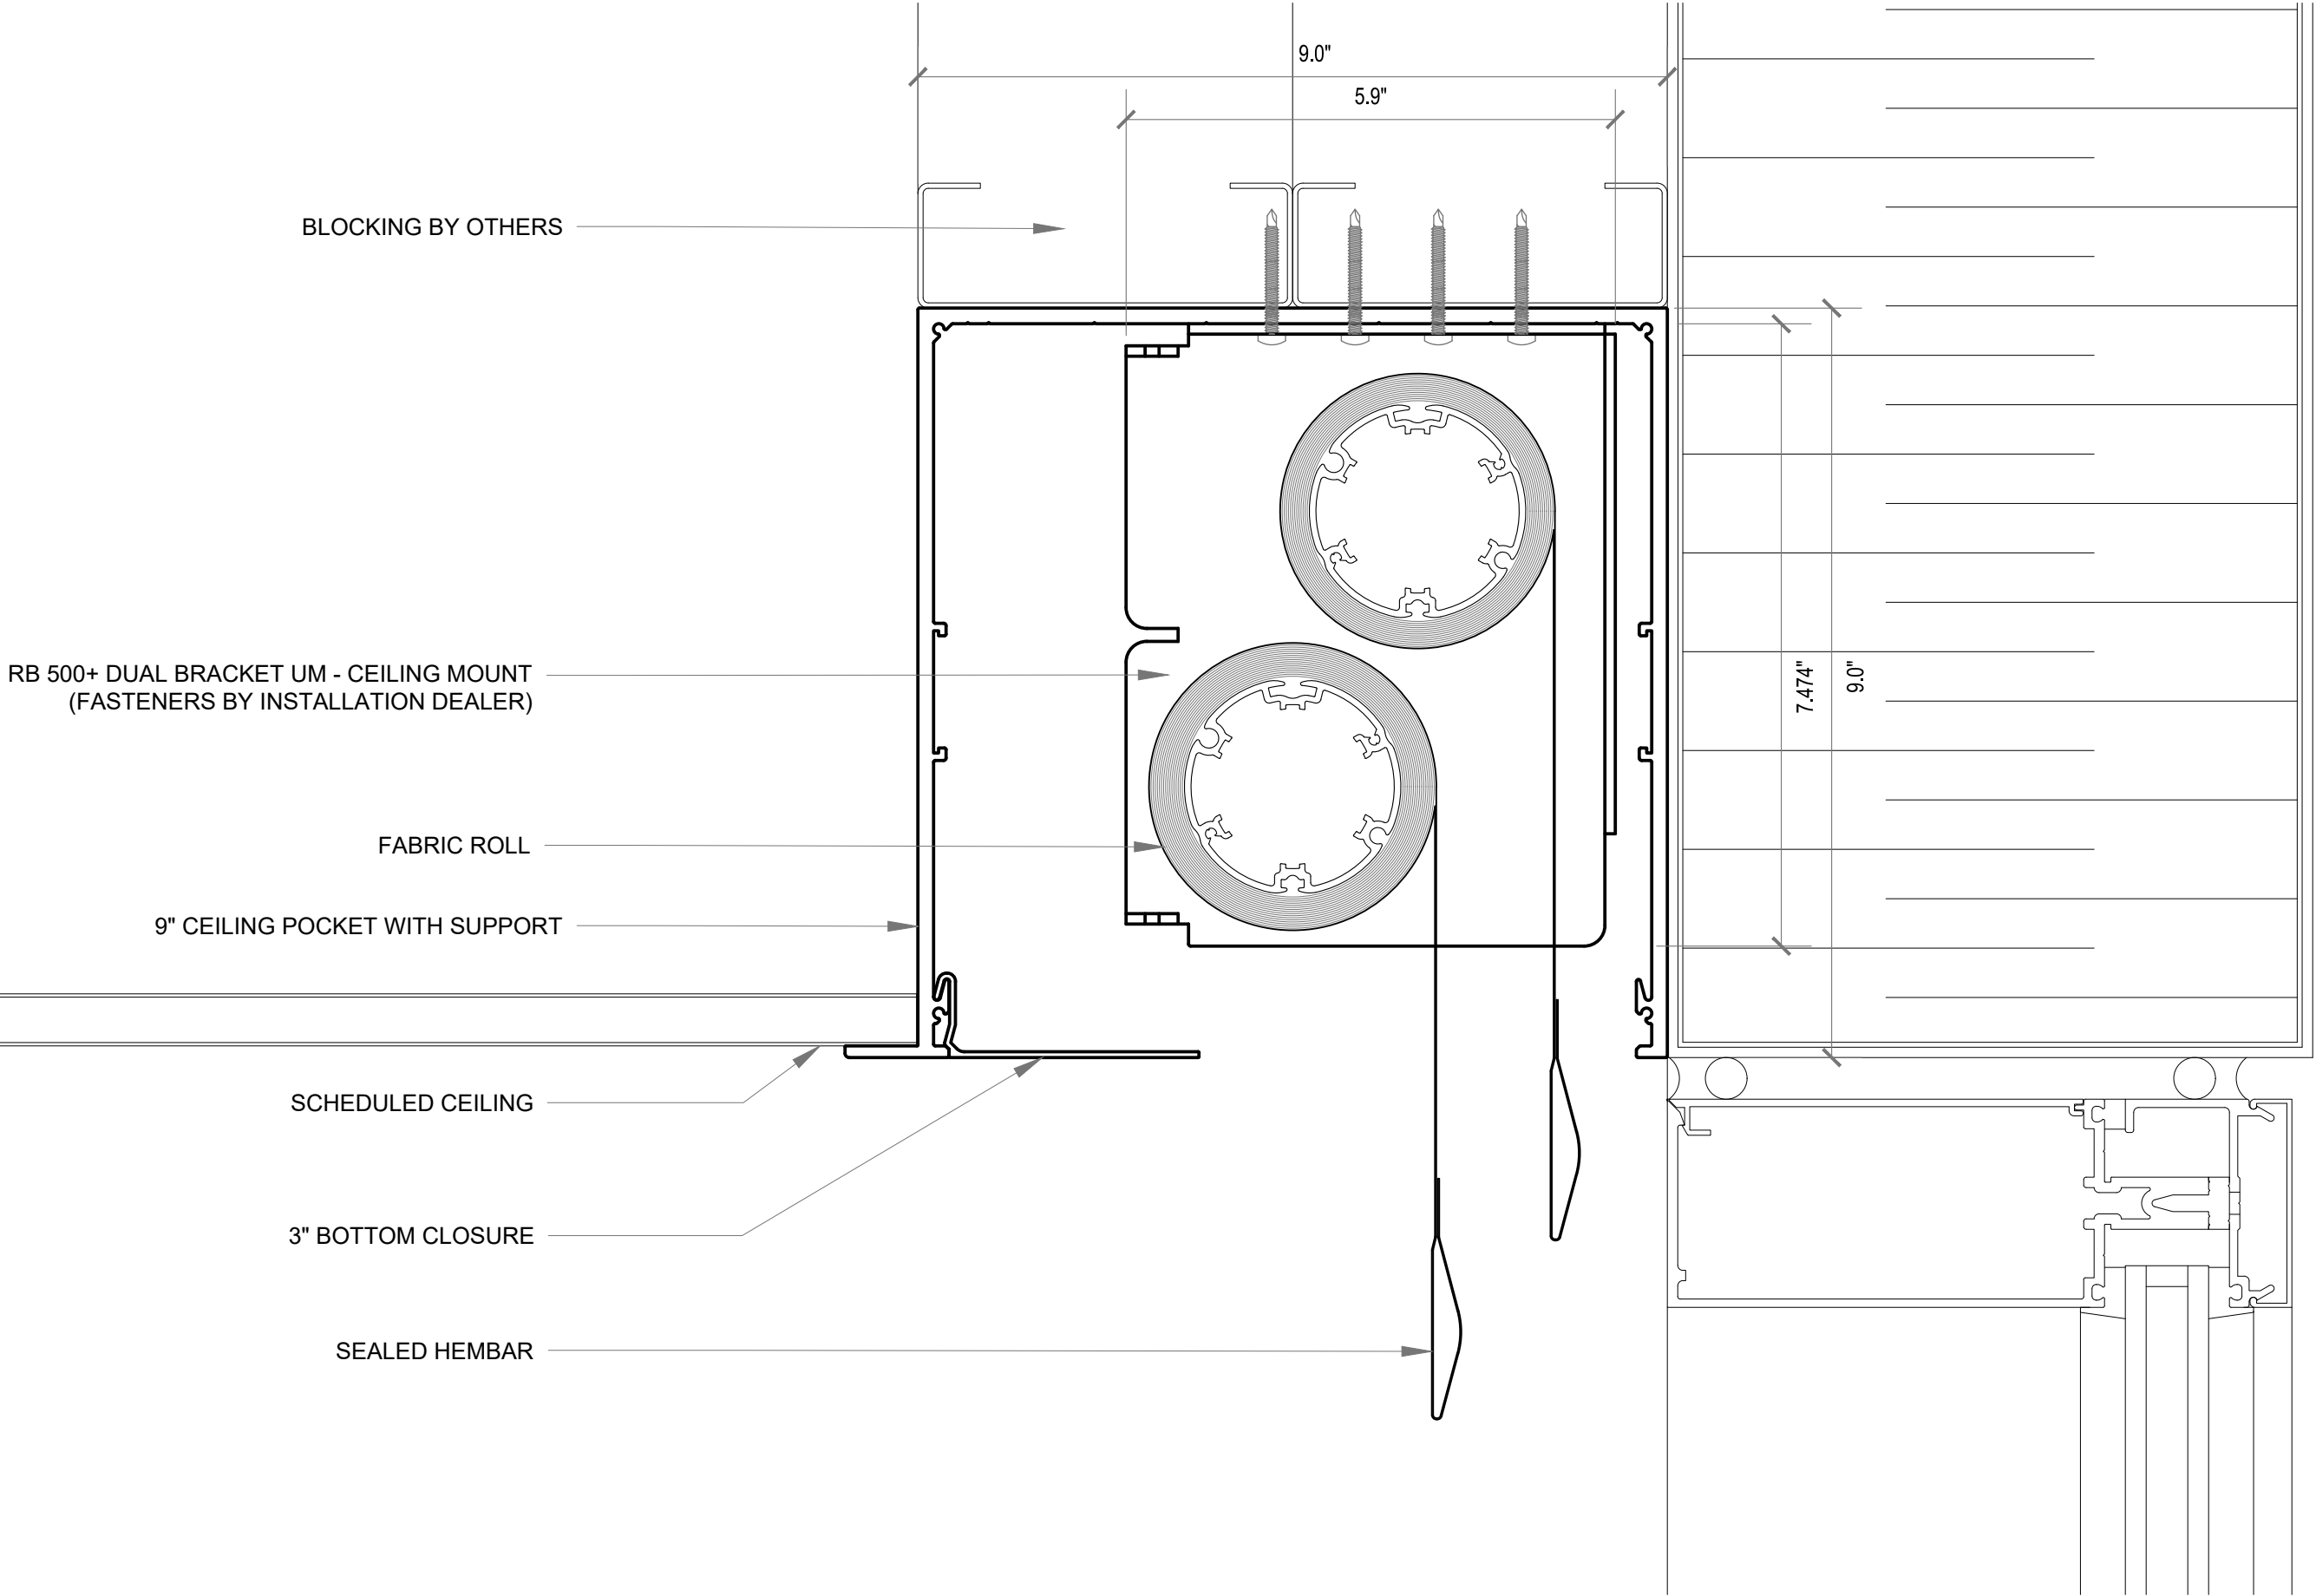 9.0"
5.9"
BLOCKING BY OTHERS
RB 500+ DUAL BRACKET UM - CEILING MOUNT
(FASTENERS BY INSTALLATION DEALER)
7.474"
9.0"
FABRIC ROLL
9" CEILING POCKET WITH SUPPORT
SCHEDULED CEILING
3" BOTTOM CLOSURE
SEALED HEMBAR